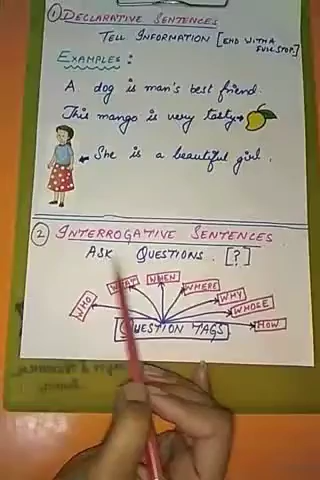 ① DECLARATIVE SENTENCES
TELL INFORMATION [END WITH A FULL STOP]
EXAMPLES:
A dog is man's best friend.
This mango is very tasty
She is a beautiful girl.
② INTERROGATIVE SENTENCES
ASK QUESTIONS. [?]
WHO WHAT WHEN WHERE WHY WHOSE HOW
QUESTION TAGS